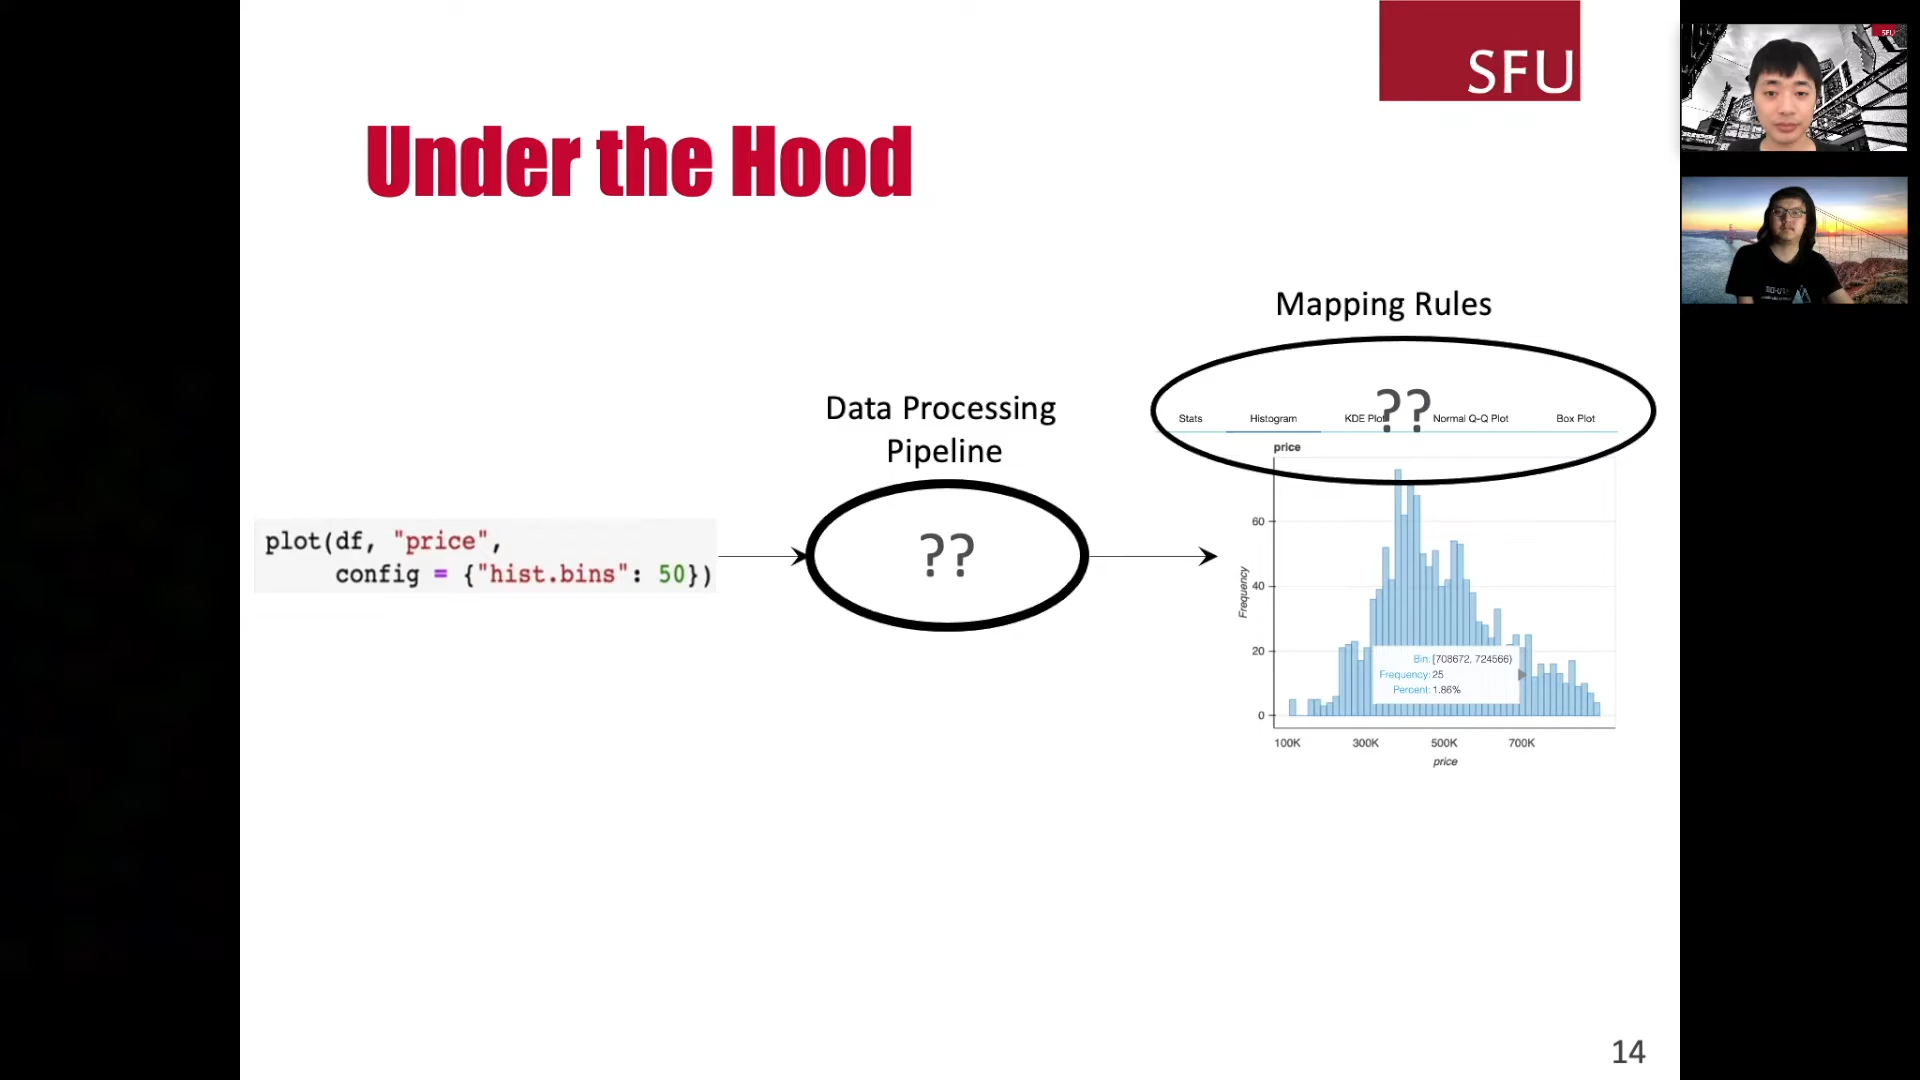 SFU
SFU
Under the Hood
Mapping Rules
??
Stats Histogram KDE Plot Normal Q-Q Plot Box Plot
Data Processing
Pipeline
??
plot(df, "price",
config = {"hist.bins": 50})
price
60
40
20
0
Frequency
Bin: [708672, 724566)
Frequency: 25
Percent: 1.86%
100K 300K 500K 700K
price
14